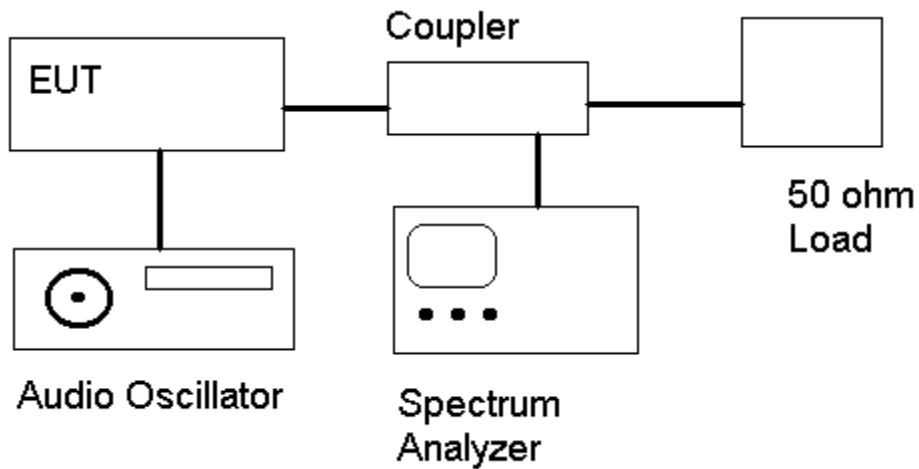 Coupler
EUT
50 ohm
Load
Audio Oscillator
Spectrum
Analyzer